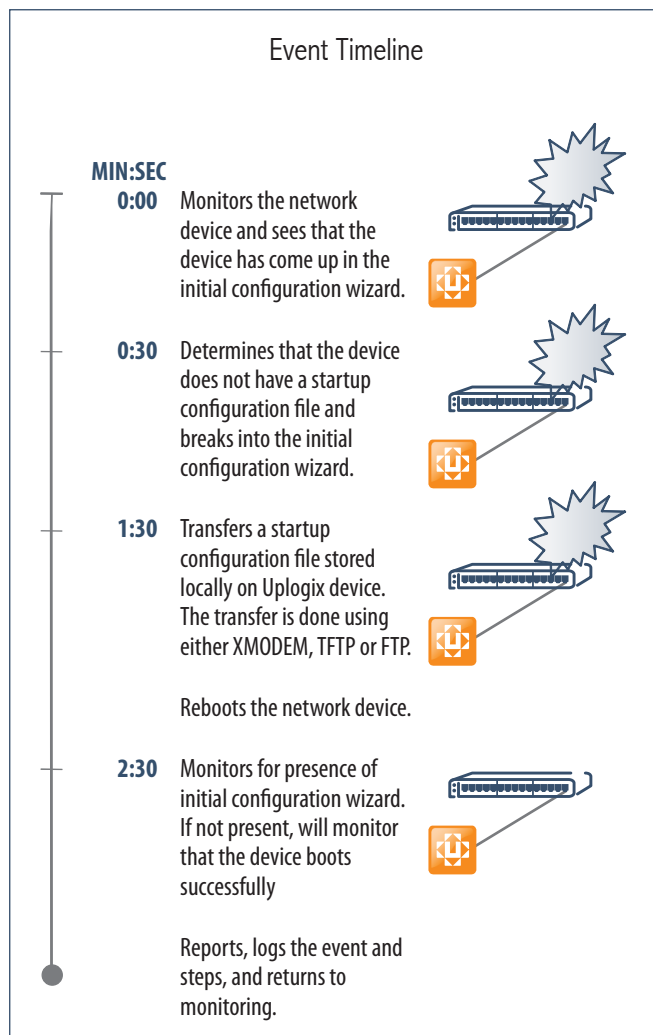 Event Timeline
MIN:SEC
0:00 Monitors the network
device and sees that the
device has come up in the
initial configuration wizard.
0:30 Determines that the device
does not have a startup
configuration file and
breaks into the initial
configuration wizard.
1:30 Transfers a startup
configuration file stored
locally on Uplogix device.
The transfer is done using
either XMODEM, TFTP or FTP.
Reboots the network device.
2:30 Monitors for presence of
initial configuration wizard.
If not present, will monitor
that the device boots
successfully
Reports, logs the event and
steps, and returns to
monitoring.